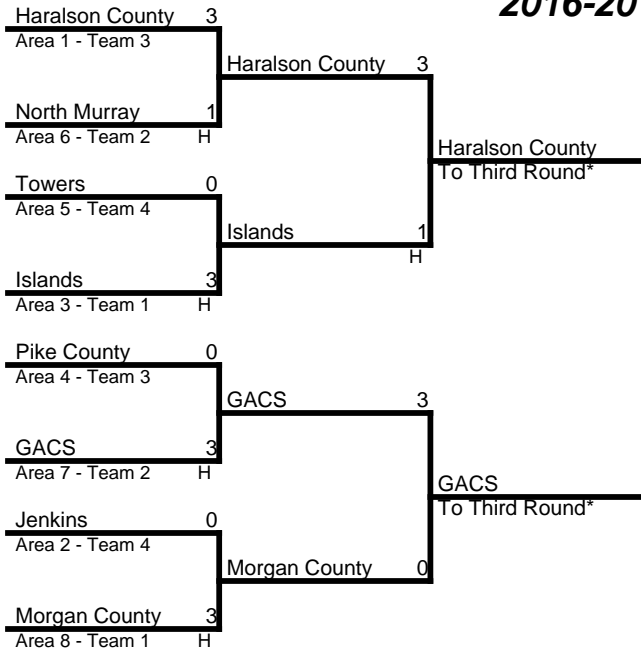 2016-201
Haralson County 3
Area 1 - Team 3
Haralson County 3
North Murray 1
Area 6 - Team 2 H
Haralson County
To Third Round*
Towers 0
Area 5 - Team 4
Islands 1
H
Islands 3
Area 3 - Team 1 H
Pike County 0
Area 4 - Team 3
GACS 3
GACS 3
Area 7 - Team 2 H
GACS
To Third Round*
Jenkins 0
Area 2 - Team 4
Morgan County 0
Morgan County 3
Area 8 - Team 1 H